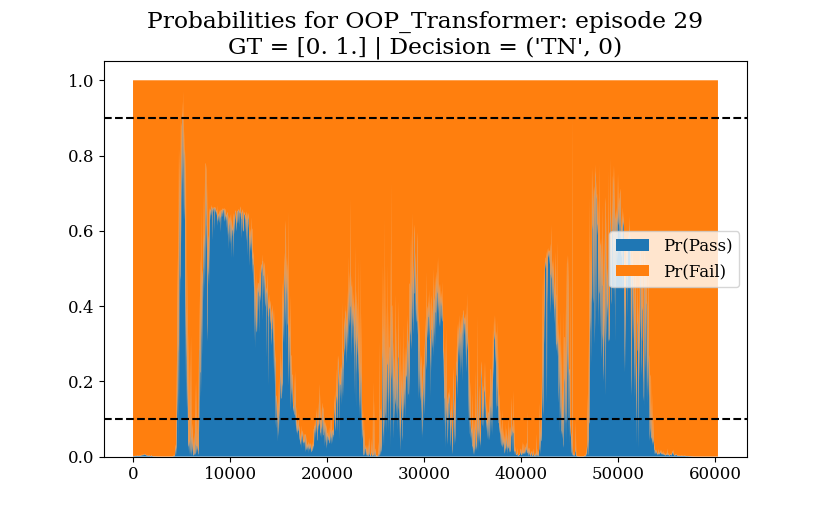 Probabilities for OOP_Transformer: episode 29
GT = [0. 1.] | Decision = ('TN', 0)
1.0
0.8
0.6
0.4
0.2
0.0
Pr(Pass)
Pr(Fail)
0 10000 20000 30000 40000 50000 60000